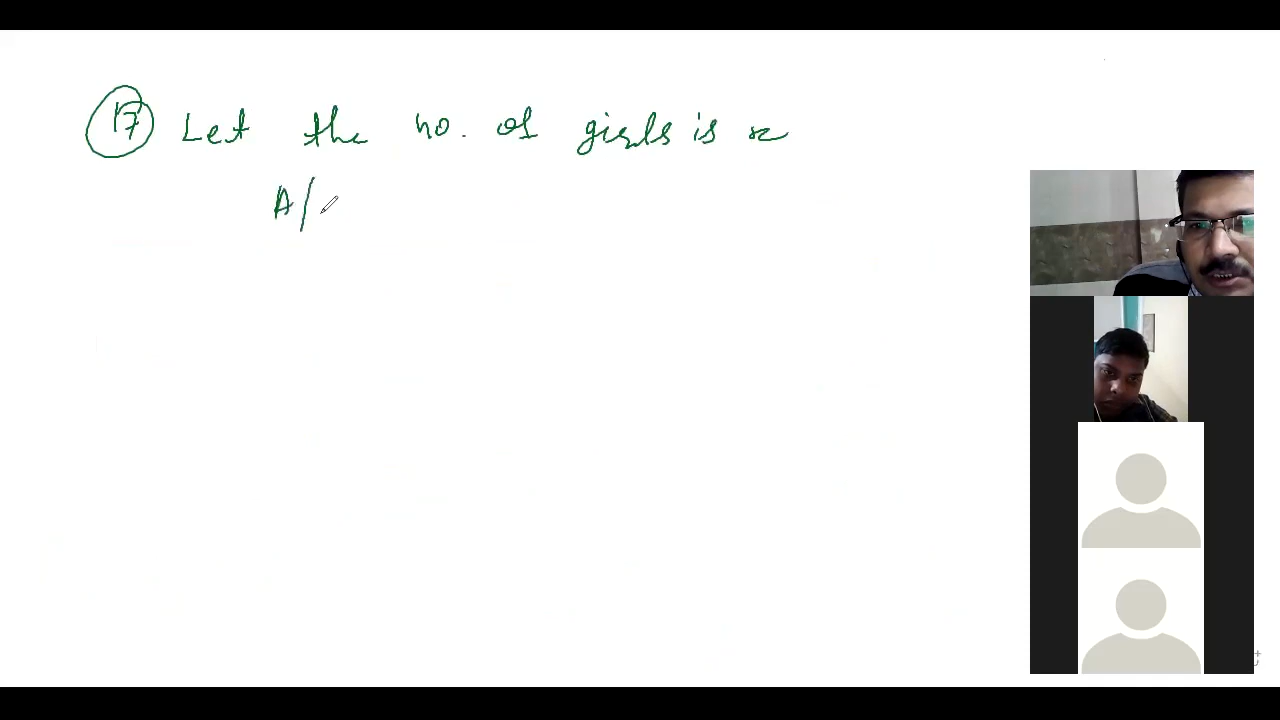 17 Let the no. of girls is x
A/